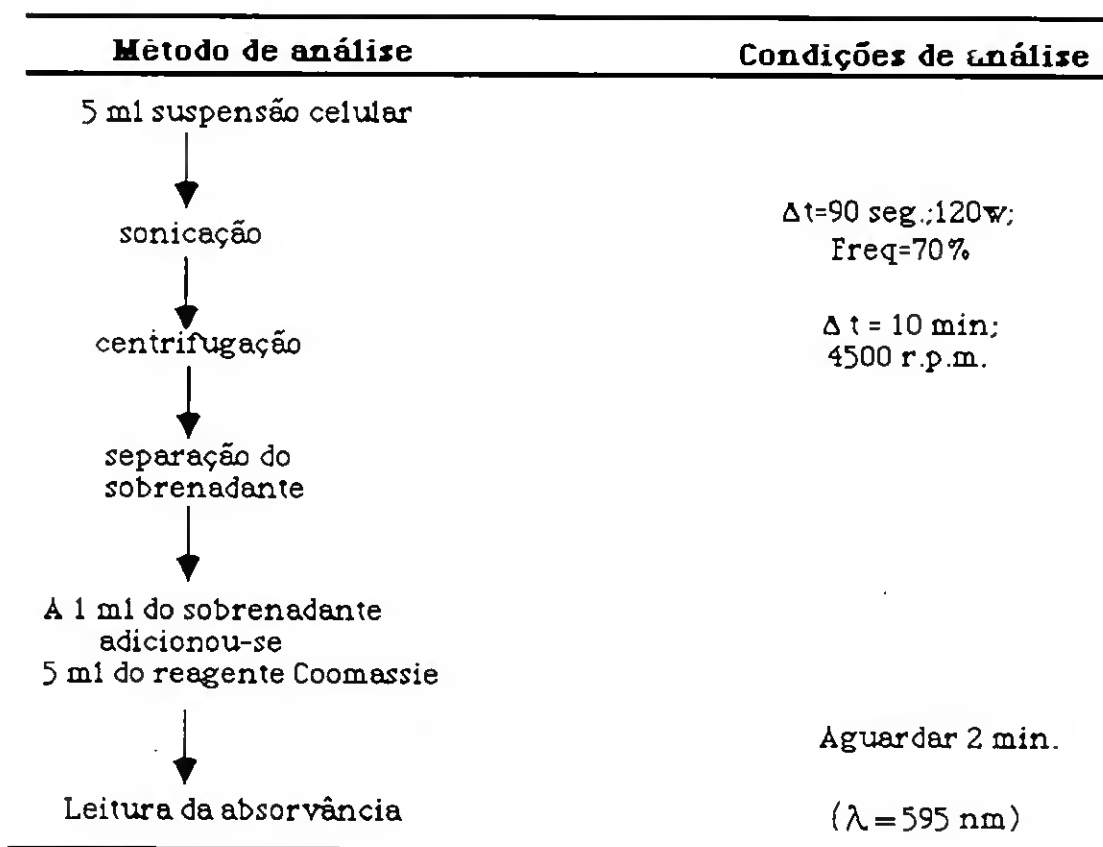 Método de análise
Condições de análise
5 ml suspensão celular
sonicação
Δt=90 seg.;120w;
Freq=70%
centrifugação
Δ t = 10 min;
4500 r.p.m.
separação do
sobrenadante
A 1 ml do sobrenadante
adicionou-se
5 ml do reagente Coomassie
Aguardar 2 min.
Leitura da absorvância
(λ=595 nm)